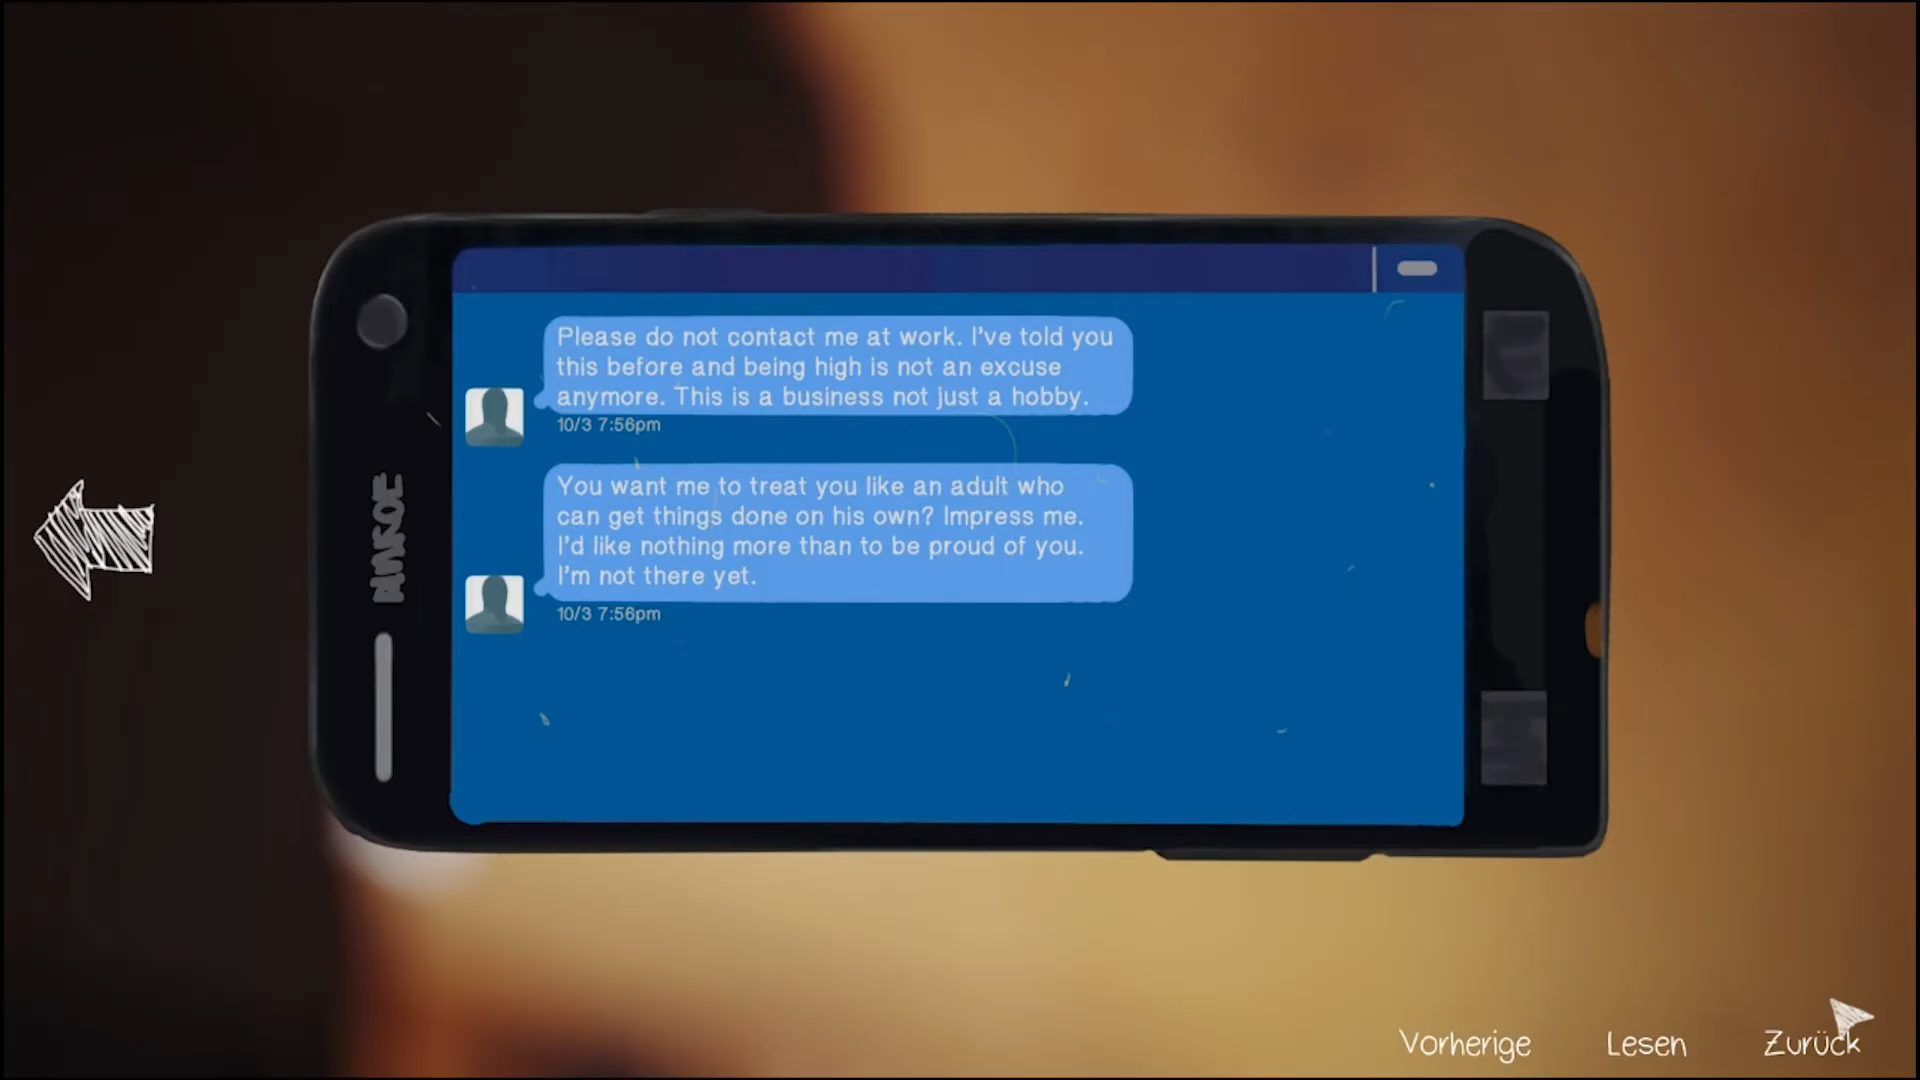 Please do not contact me at work. I've told you
this before and being high is not an excuse
anymore. This is a business not just a hobby.
10/3 7:56pm
You want me to treat you like an adult who
can get things done on his own? Impress me.
I'd like nothing more than to be proud of you.
I'm not there yet.
10/3 7:56pm
Vorherige
Lesen
Zurück